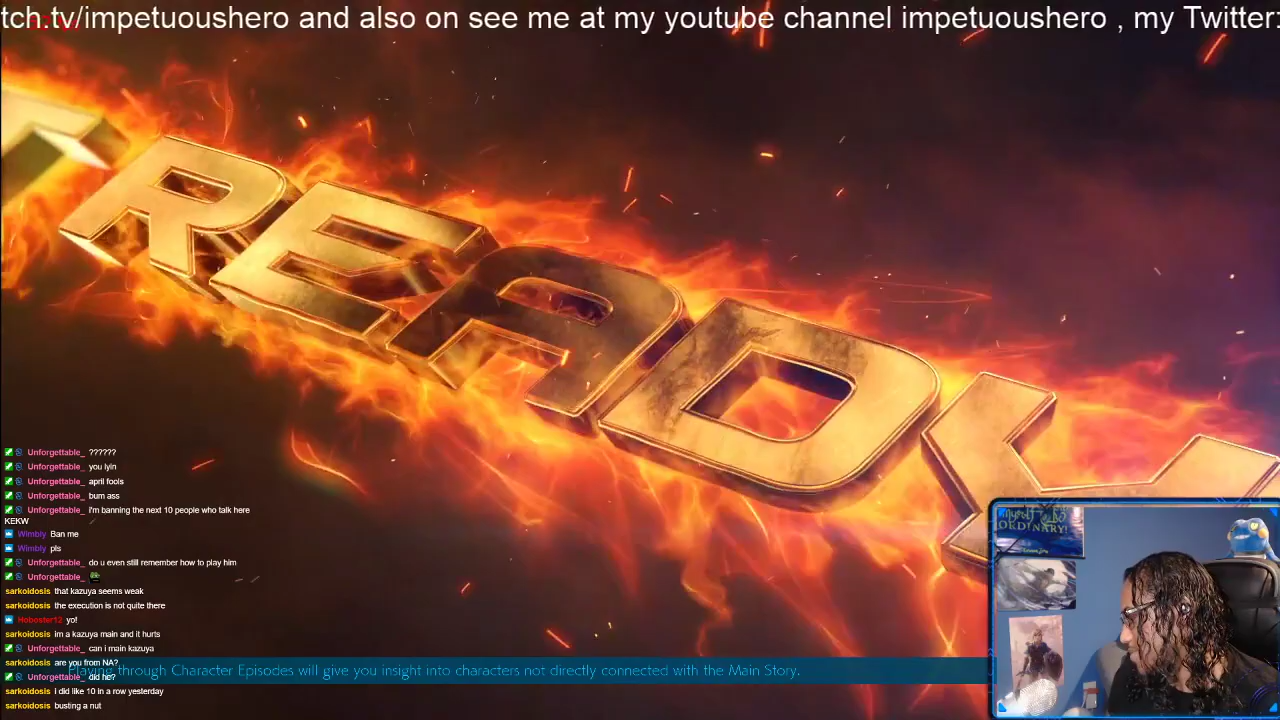 tch.tv/impetuoushero and also on see me at my youtube channel impetuoushero , my Twitter:
READY
Unforgettable_ ??????
Unforgettable_ you lyin
Unforgettable_ april fools
Unforgettable_ bum ass
Unforgettable_ i'm banning the next 10 people who talk here
KEKW
Wimbly Ban me
Wimbly pls
Unforgettable_ do u even still remember how to play him
Unforgettable_
sarkoidosis that kazuya seems weak
sarkoidosis the execution is not quite there
Hoboster12 yo!
sarkoidosis im a kazuya main and it hurts
Unforgettable_ can i main kazuya
sarkoidosis are you from NA?
Playing through Character Episodes will give you insight into characters not directly connected with the Main Story.
Unforgettable_ did he?
sarkoidosis i did like 10 in a row yesterday
sarkoidosis busting a nut
ORDINARY!